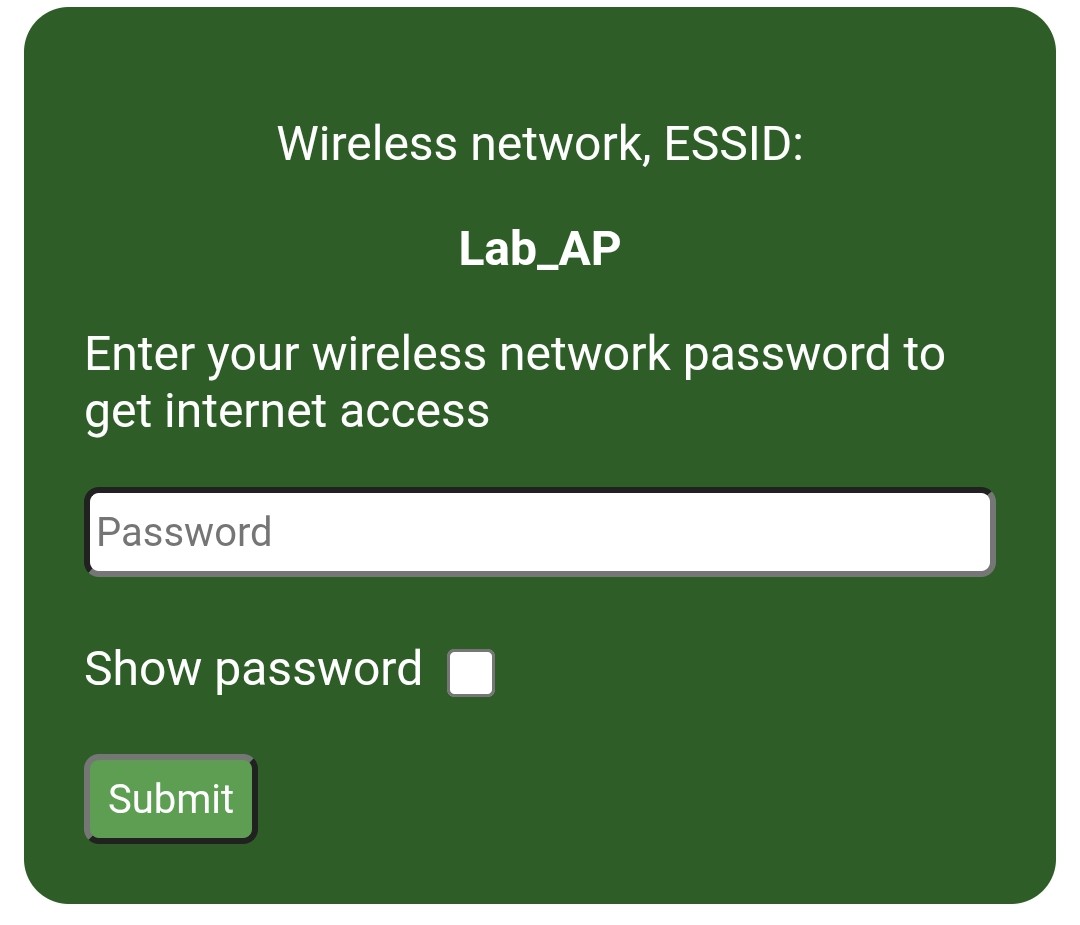 Wireless network, ESSID:
Lab_AP
Enter your wireless network password to
get internet access
Password
Show password
Submit